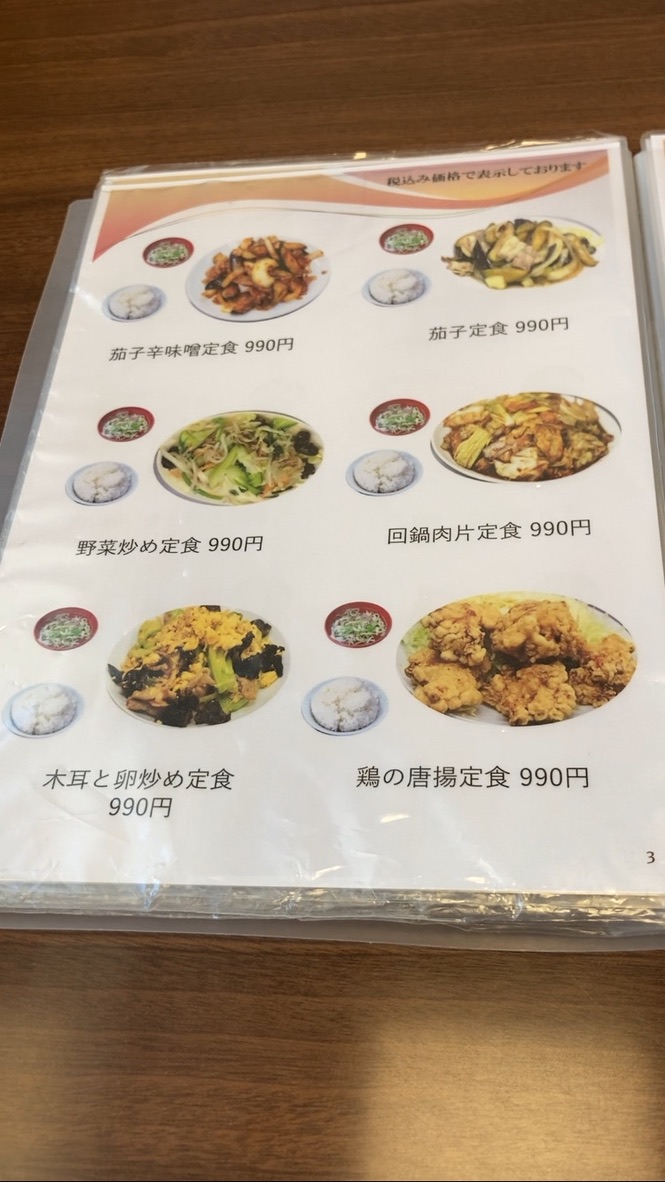 税込み価格で表示しております
茄子辛味噌定食 990円
茄子定食 990円
野菜炒め定食 990円
回鍋肉片定食 990円
木耳と卵炒め定食
990円
鶏の唐揚定食 990円
3